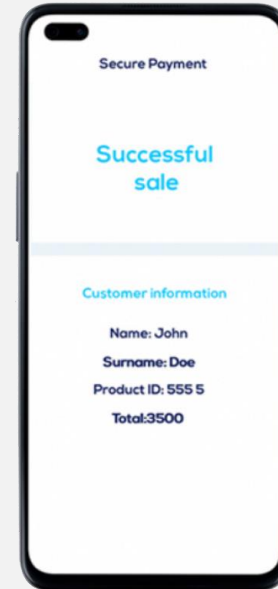 Secure Payment
Successful
sale
Customer information
Name: John
Surname: Doe
Product ID: 555 5
Total:3500